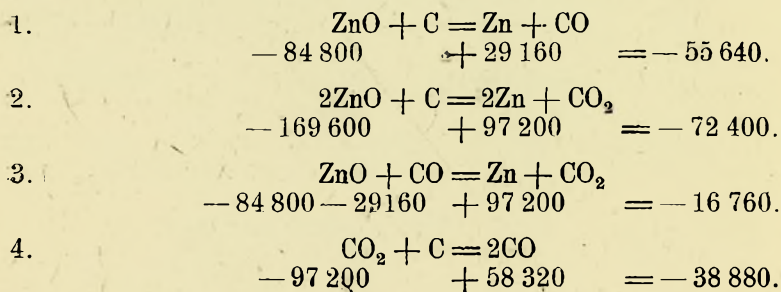 1. ZnO + C = Zn + CO
— 84 800 + 29 160 = — 55 640.
2. 2ZnO + C = 2Zn + CO₂
— 169 600 + 97 200 = — 72 400.
3. ZnO + CO = Zn + CO₂
— 84 800 — 29160 + 97 200 = — 16 760.
4. CO₂ + C = 2CO
— 97 200 + 58 320 = — 38 880.